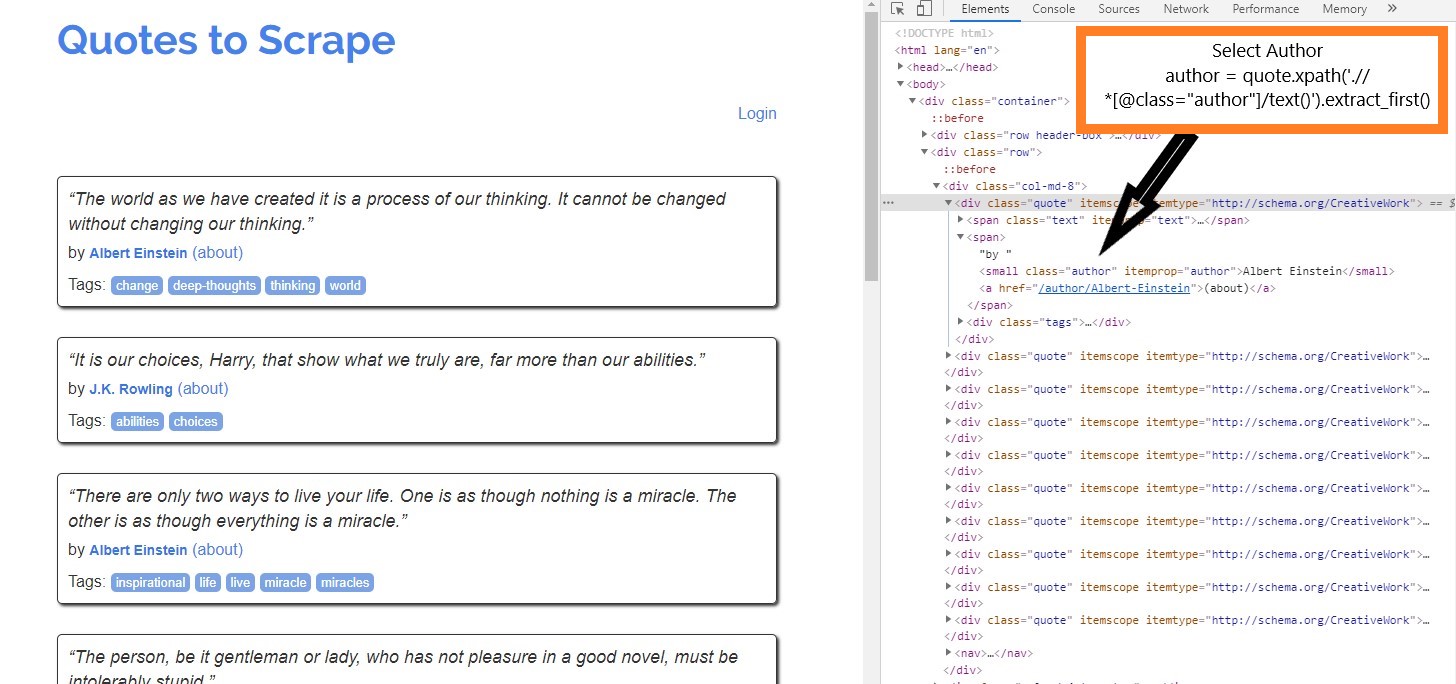 Quotes to Scrape
Login
“The world as we have created it is a process of our thinking. It cannot be changed
without changing our thinking.”
by Albert Einstein (about)
Tags: change deep-thoughts thinking world
“It is our choices, Harry, that show what we truly are, far more than our abilities.”
by J.K. Rowling (about)
Tags: abilities choices
“There are only two ways to live your life. One is as though nothing is a miracle. The
other is as though everything is a miracle.”
by Albert Einstein (about)
Tags: inspirational life live miracle miracles
“The person, be it gentleman or lady, who has not pleasure in a good novel, must be
intolerably stupid.”
Elements Console Sources Network Performance Memory »
<!DOCTYPE html>
<html lang="en">
<head>…</head>
<body>
<div class="container">
::before
<div class="row header-box">…</div>
<div class="row">
::before
<div class="col-md-8">
<div class="quote" itemscope itemtype="http://schema.org/CreativeWork"> == $
<span class="text" itemprop="text">…</span>
<span>
"by "
<small class="author" itemprop="author">Albert Einstein</small>
<a href="/author/Albert-Einstein">(about)</a>
</span>
<div class="tags">…</div>
</div>
<div class="quote" itemscope itemtype="http://schema.org/CreativeWork">…
</div>
<div class="quote" itemscope itemtype="http://schema.org/CreativeWork">…
</div>
<div class="quote" itemscope itemtype="http://schema.org/CreativeWork">…
</div>
<div class="quote" itemscope itemtype="http://schema.org/CreativeWork">…
</div>
<div class="quote" itemscope itemtype="http://schema.org/CreativeWork">…
</div>
<div class="quote" itemscope itemtype="http://schema.org/CreativeWork">…
</div>
<div class="quote" itemscope itemtype="http://schema.org/CreativeWork">…
</div>
<div class="quote" itemscope itemtype="http://schema.org/CreativeWork">…
</div>
<div class="quote" itemscope itemtype="http://schema.org/CreativeWork">…
</div>
<nav>…</nav>
</div>
Select Author
author = quote.xpath('.//
*[@class="author"]/text()').extract_first()